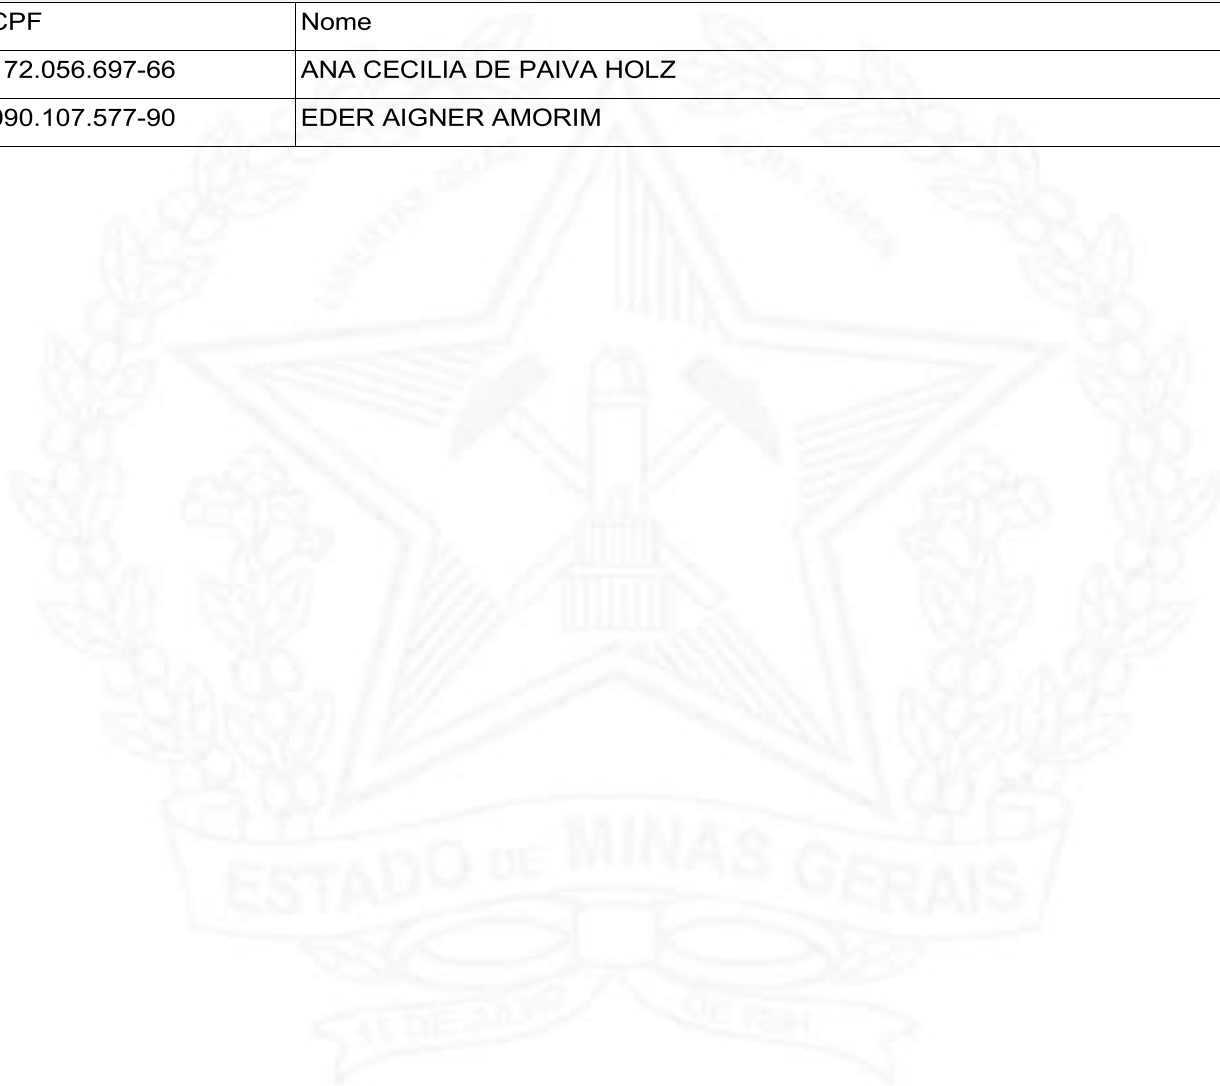 CPF Nome
72.056.697-66 ANA CECILIA DE PAIVA HOLZ
090.107.577-90 EDER AIGNER AMORIM
ESTADO DE MINAS GERAIS